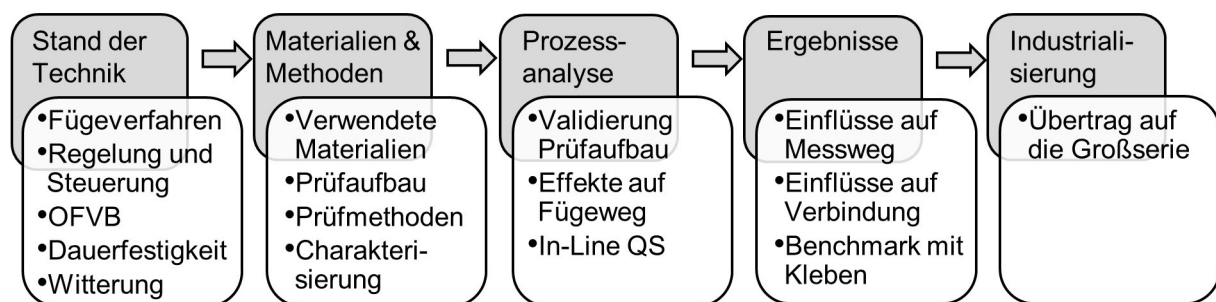 Stand der
Technik
•Fügeverfahren
•Regelung und
Steuerung
•OFVB
•Dauerfestigkeit
•Witterung
Materialien &
Methoden
•Verwendete
Materialien
•Prüfaufbau
•Prüfmethoden
•Charakteri-
sierung
Prozess-
analyse
•Validierung
Prüfaufbau
•Effekte auf
Fügeweg
•In-Line QS
Ergebnisse
•Einflüsse auf
Messweg
•Einflüsse auf
Verbindung
•Benchmark mit
Kleben
Industriali-
sierung
•Übertrag auf
die Großserie